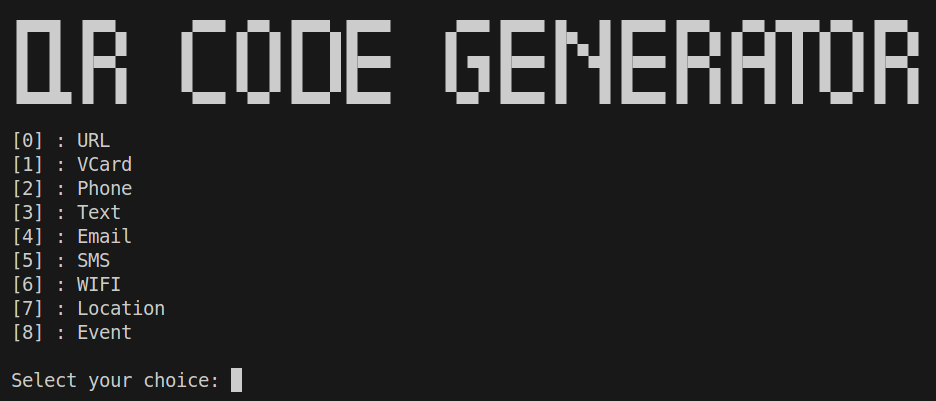 QR CODE GENERATOR
[0] : URL
[1] : VCard
[2] : Phone
[3] : Text
[4] : Email
[5] : SMS
[6] : WIFI
[7] : Location
[8] : Event
Select your choice: